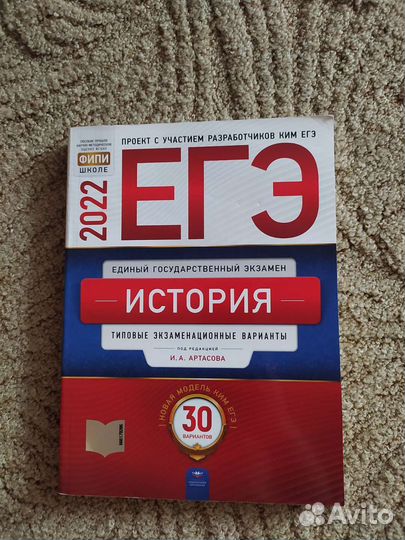 ПРОЕКТ С УЧАСТИЕМ РАЗРАБОТЧИКОВ КИМ ЕГЭ
ФИПИ
ШКОЛЕ
2022
ЕГЭ
ЕДИНЫЙ ГОСУДАРСТВЕННЫЙ ЭКЗАМЕН
ИСТОРИЯ
ТИПОВЫЕ ЭКЗАМЕНАЦИОННЫЕ ВАРИАНТЫ
ПОД РЕДАКЦИЕЙ
И. А. АРТАСОВА
НОВАЯ МОДЕЛЬ КИМ ЕГЭ
30
ВАРИАНТОВ
Avito